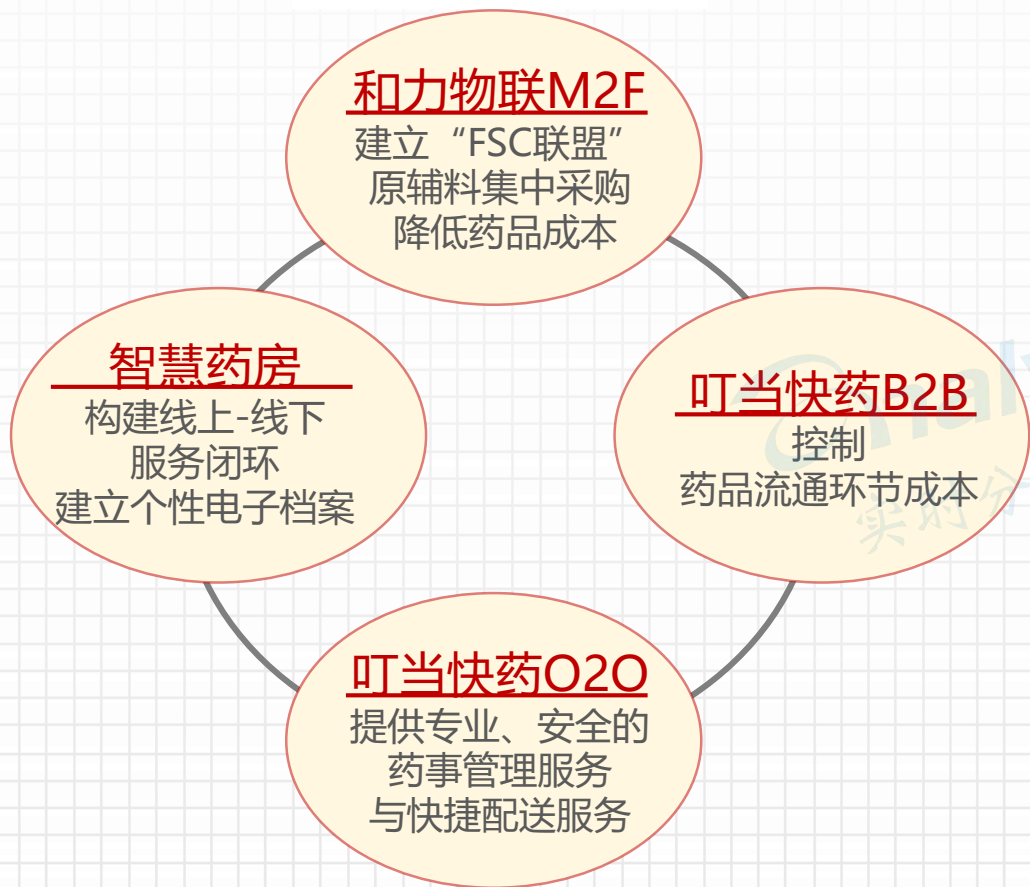 和力物联M2F
建立“FSC联盟”
原辅料集中采购
降低药品成本
智慧药房
构建线上-线下
服务闭环
建立个性电子档案
叮当快药B2B
控制
药品流通环节成本
叮当快药O2O
提供专业、安全的
药事管理服务
与快捷配送服务
nal
实时分